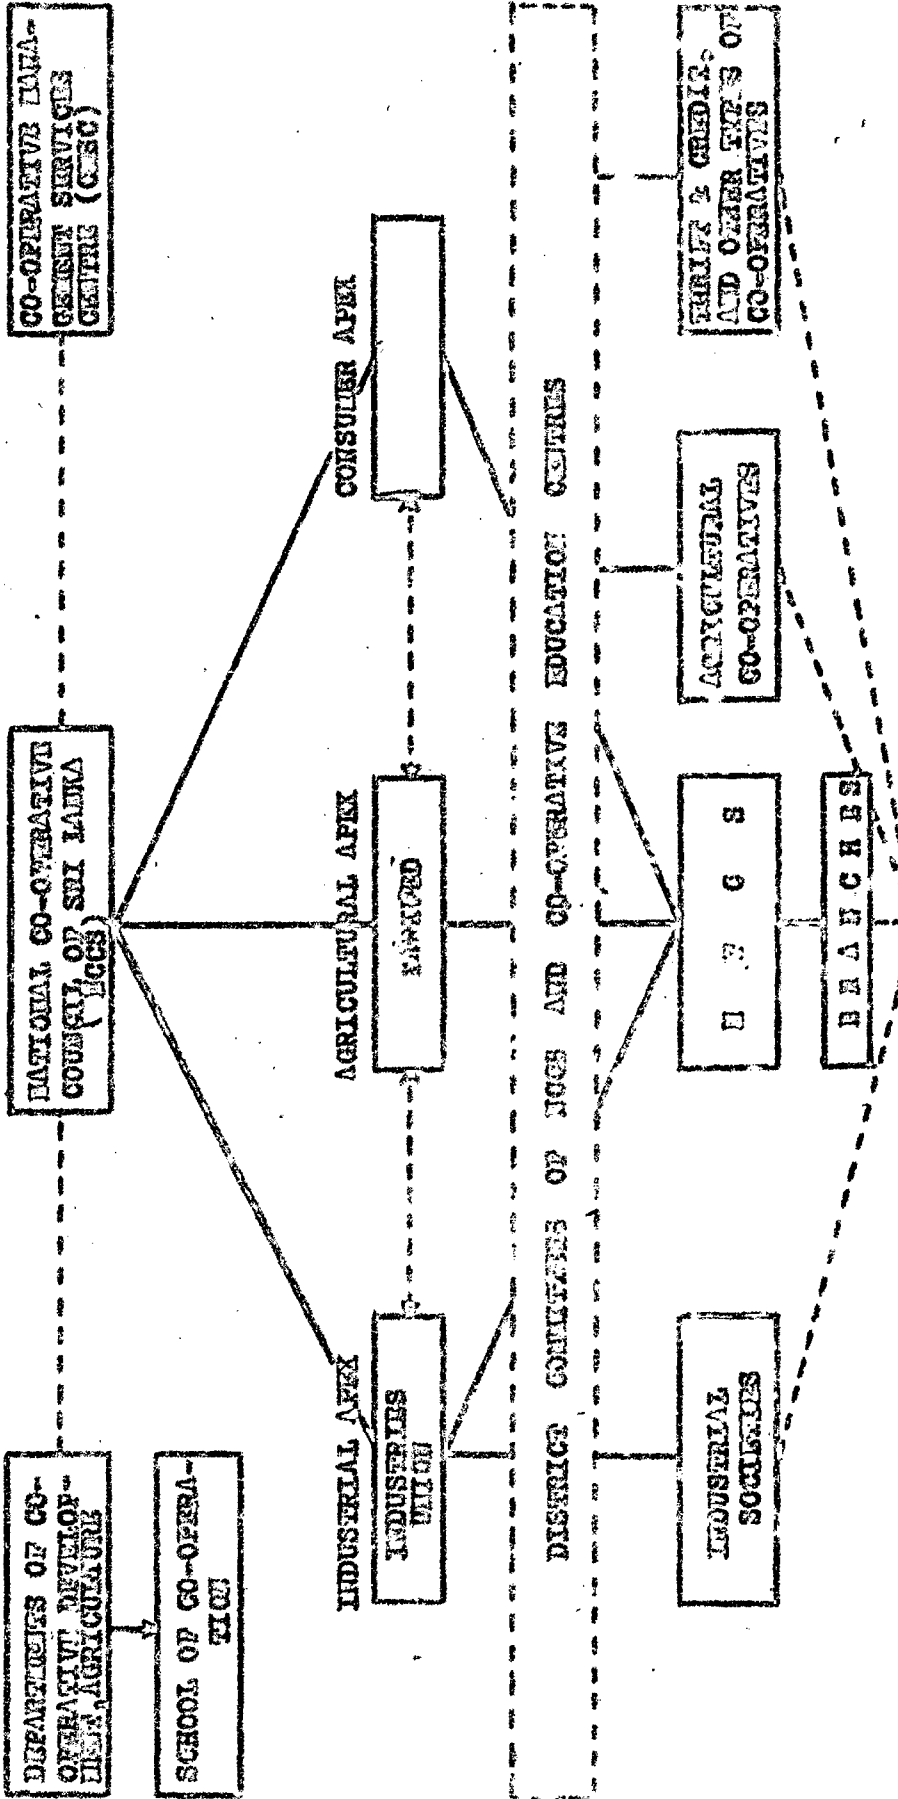 DEPARTMENTS OF CO-
OPERATIVE DEVELOP-
MENT, AGRICULTURE
NATIONAL CO-OPERATIVE
COUNCIL OF SRI LANKA
(NCCS)
CO-OPERATIVE MANA-
GEMENT SERVICES
CENTRE (CMSC)
SCHOOL OF CO-OPERA-
TION
INDUSTRIAL APEX
INDUSTRIES
UNION
AGRICULTURAL APEX
CONSUMER APEX
DISTRICT COMMITTEES OF NCCS AND CO-OPERATIVE EDUCATION CENTRES
INDUSTRIAL
SOCIETIES
M P C S
AGRICULTURAL
CO-OPERATIVES
THRIFT & CREDIT,
AND OTHER TYPES OF
CO-OPERATIVES
B R A N C H E S